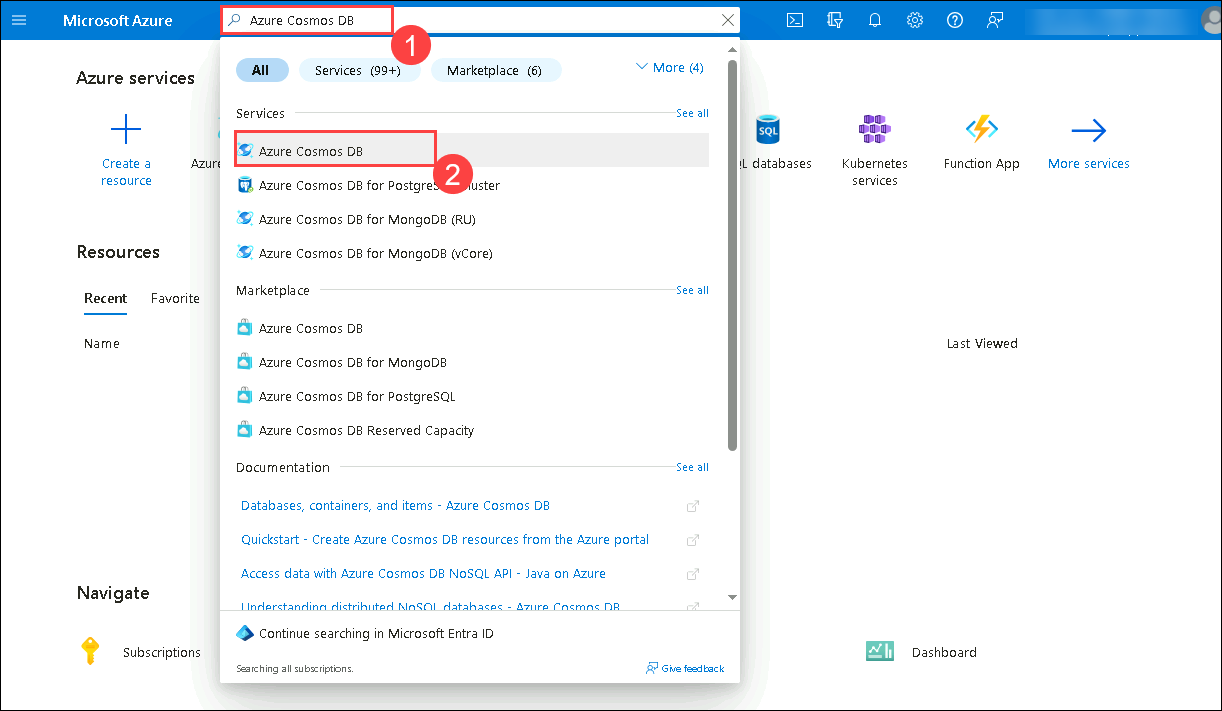 Microsoft Azure
Azure Cosmos DB
1
All
Services (99+)
Marketplace (6)
More (4)
Azure services
Services
See all
Create a
resource
Azure
Azure Cosmos DB
2
Azure Cosmos DB for PostgreS luster
Azure Cosmos DB for MongoDB (RU)
Azure Cosmos DB for MongoDB (vCore)
SQL
L databases
Kubernetes
services
Function App
More services
Resources
Recent
Favorite
Name
Last Viewed
Marketplace
See all
Azure Cosmos DB
Azure Cosmos DB for MongoDB
Azure Cosmos DB for PostgreSQL
Azure Cosmos DB Reserved Capacity
Documentation
See all
Databases, containers, and items - Azure Cosmos DB
Quickstart - Create Azure Cosmos DB resources from the Azure portal
Access data with Azure Cosmos DB NoSQL API - Java on Azure
Understanding distributed NoSQL databases - Azure Cosmos DB
Navigate
Continue searching in Microsoft Entra ID
Subscriptions
Dashboard
Searching all subscriptions.
Give feedback